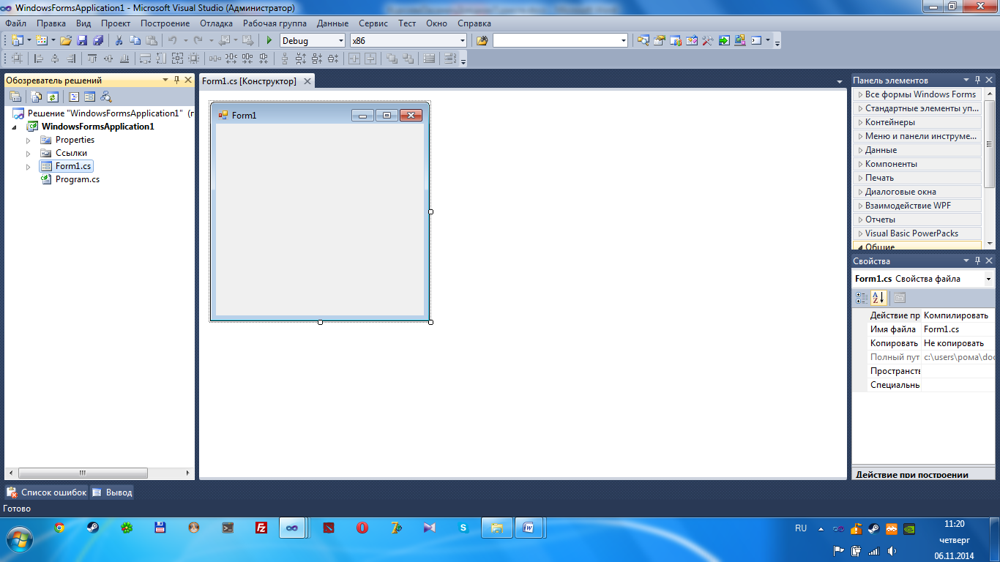 WindowsFormsApplication1 - Microsoft Visual Studio (Администратор)
Файл Правка Вид Проект Построение Отладка Рабочая группа Данные Сервис Тест Окно Справка
Debug x86
Обозреватель решений
Решение "WindowsFormsApplication1" (г
WindowsFormsApplication1
Properties
Ссылки
Form1.cs
Program.cs
Form1.cs [Конструктор]
Form1
Панель элементов
Все формы Windows Forms
Стандартные элементы уп...
Контейнеры
Меню и панели инструме...
Данные
Компоненты
Печать
Диалоговые окна
Взаимодействие WPF
Отчеты
Visual Basic PowerPacks
Общие
Свойства
Form1.cs Свойства файла
Действие пр Компилировать
Имя файла Form1.cs
Копировать Не копировать
Полный пут c:\users\рома\doc
Пространств
Специальны
Действие при построении
Список ошибок Вывод
Готово
RU
11:20
четверг
06.11.2014